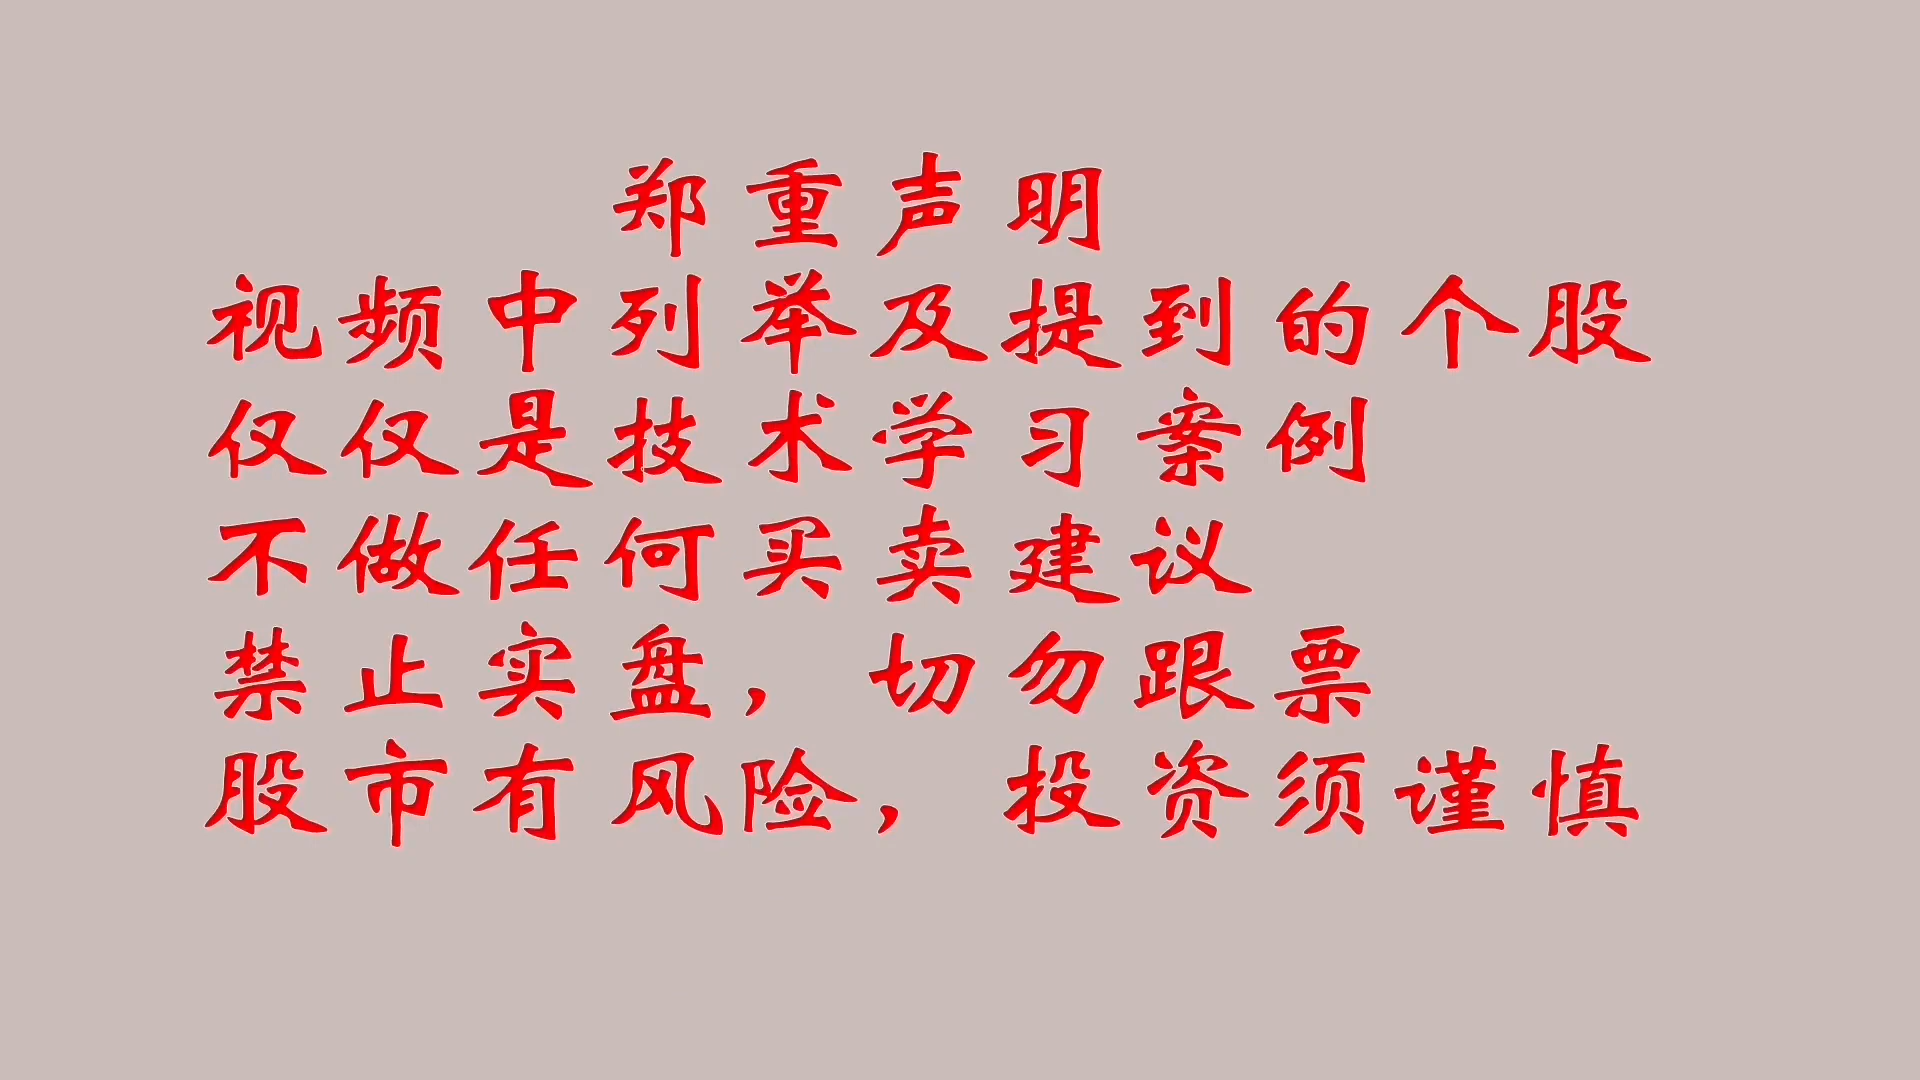 郑重声明
视频中列举及提到的个股
仅仅是技术学习案例
不做任何买卖建议
禁止实盘，切勿跟票
股市有风险，投资须谨慎